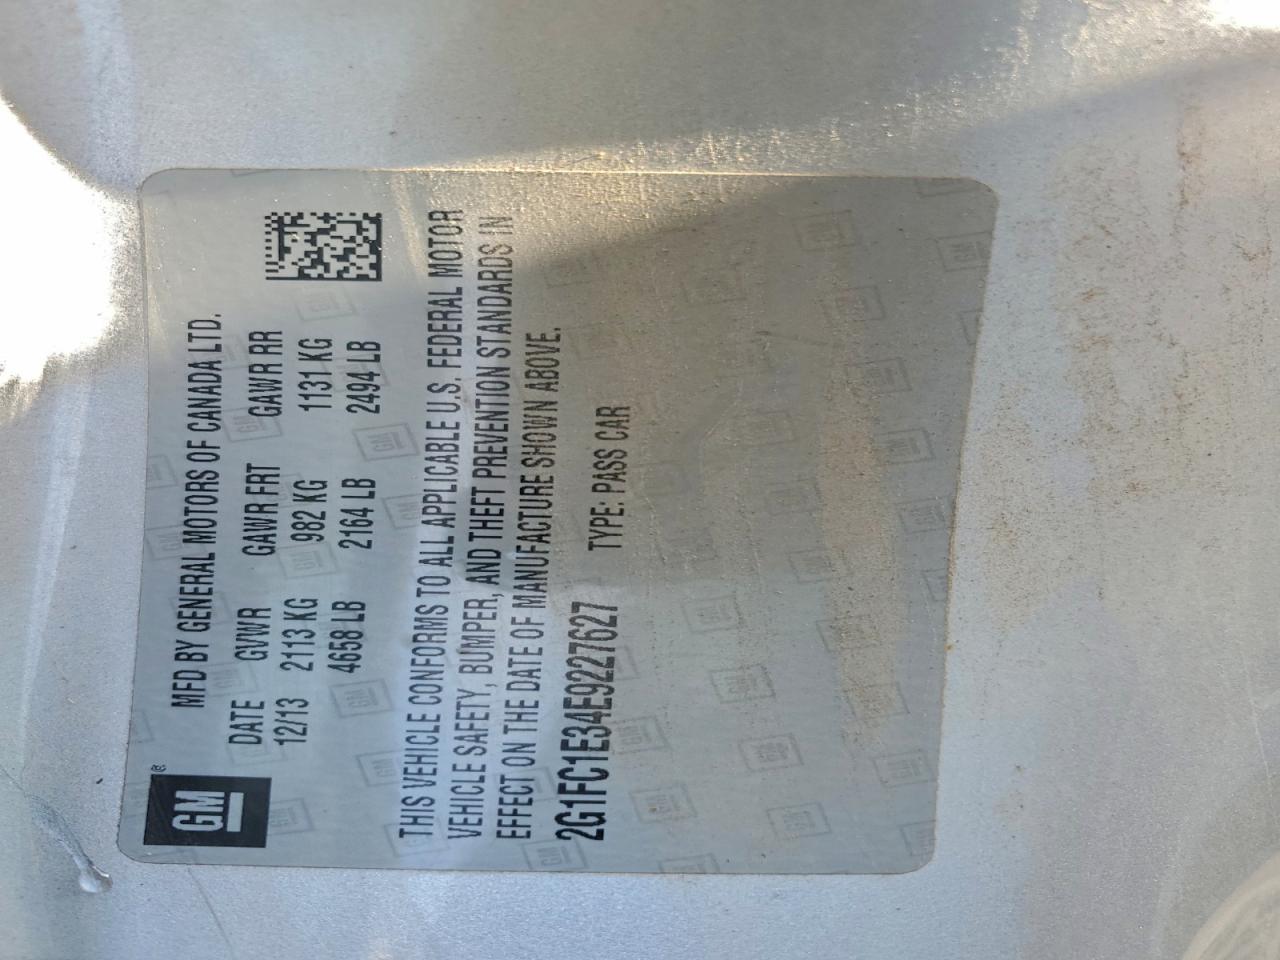 GM®
MFD BY GENERAL MOTORS OF CANADA LTD.
DATE GVWR GAWR FRT GAWR RR
12/13 2113 KG 982 KG 1131 KG
4658 LB 2164 LB 2494 LB
THIS VEHICLE CONFORMS TO ALL APPLICABLE U.S. FEDERAL MOTOR
VEHICLE SAFETY, BUMPER, AND THEFT PREVENTION STANDARDS IN
EFFECT ON THE DATE OF MANUFACTURE SHOWN ABOVE.
2G1FC1E34E9227627 TYPE: PASS CAR